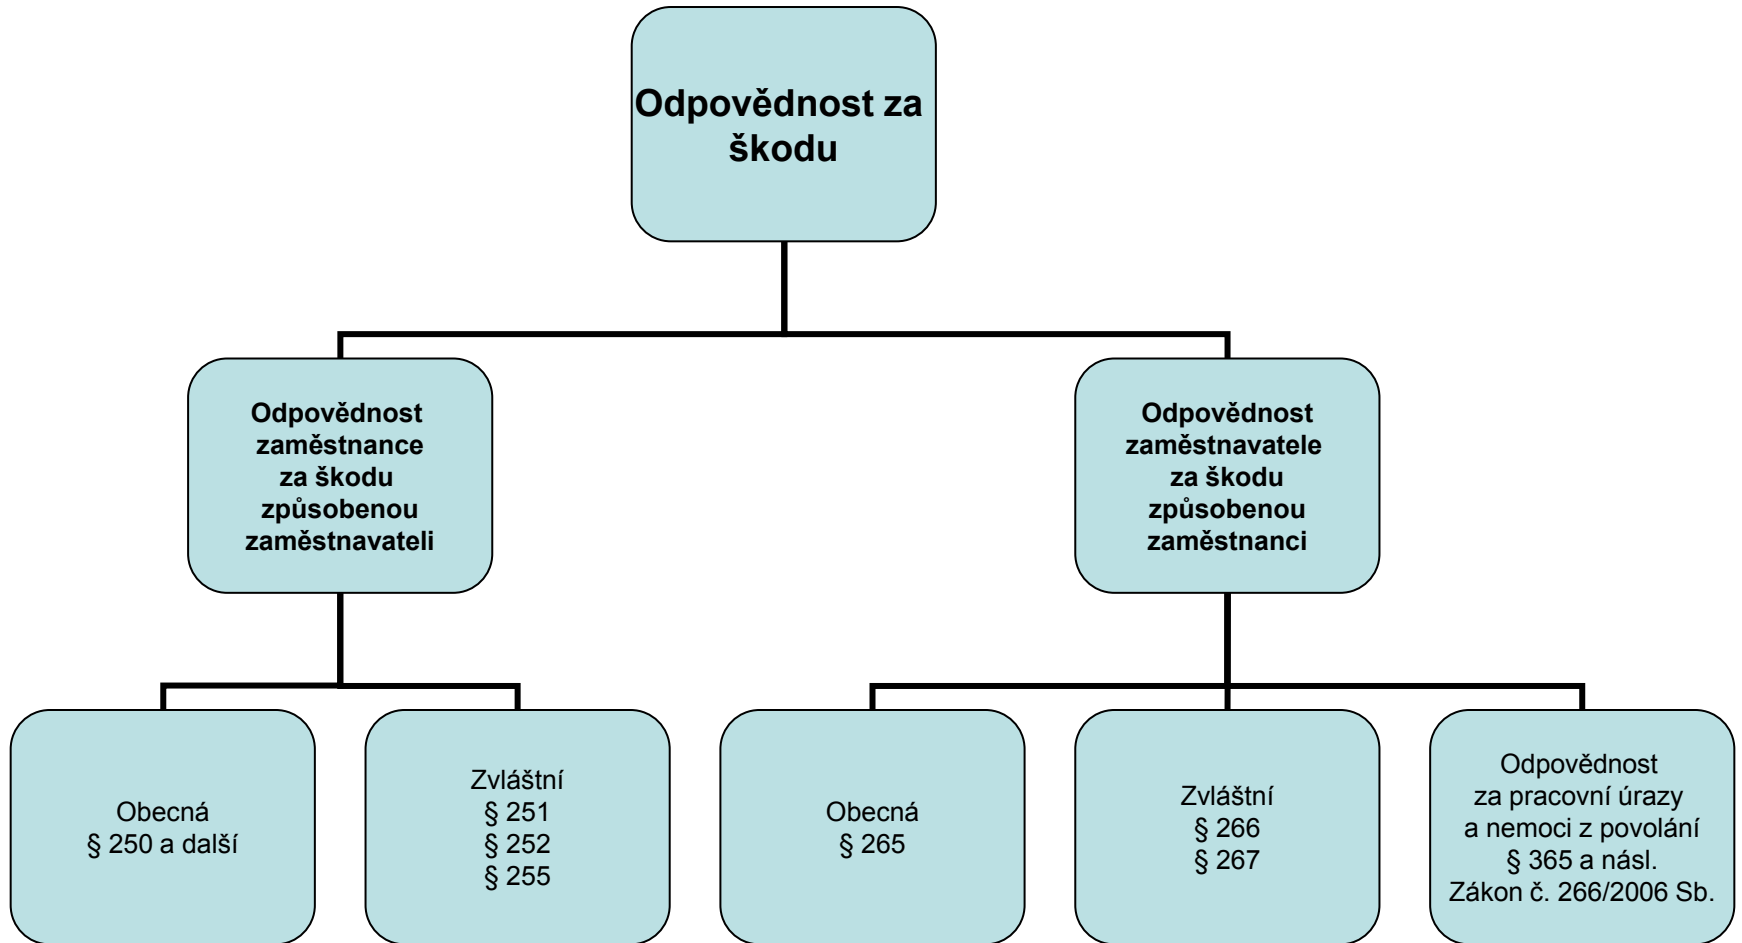 Odpovědnost za
škodu
Odpovědnost
zaměstnance
za škodu
způsobenou
zaměstnavateli
Odpovědnost
zaměstnavatele
za škodu
způsobenou
zaměstnanci
Obecná
§ 250 a další
Zvláštní
§ 251
§ 252
§ 255
Obecná
§ 265
Zvláštní
§ 266
§ 267
Odpovědnost
za pracovní úrazy
a nemoci z povolání
§ 365 a násl.
Zákon č. 266/2006 Sb.